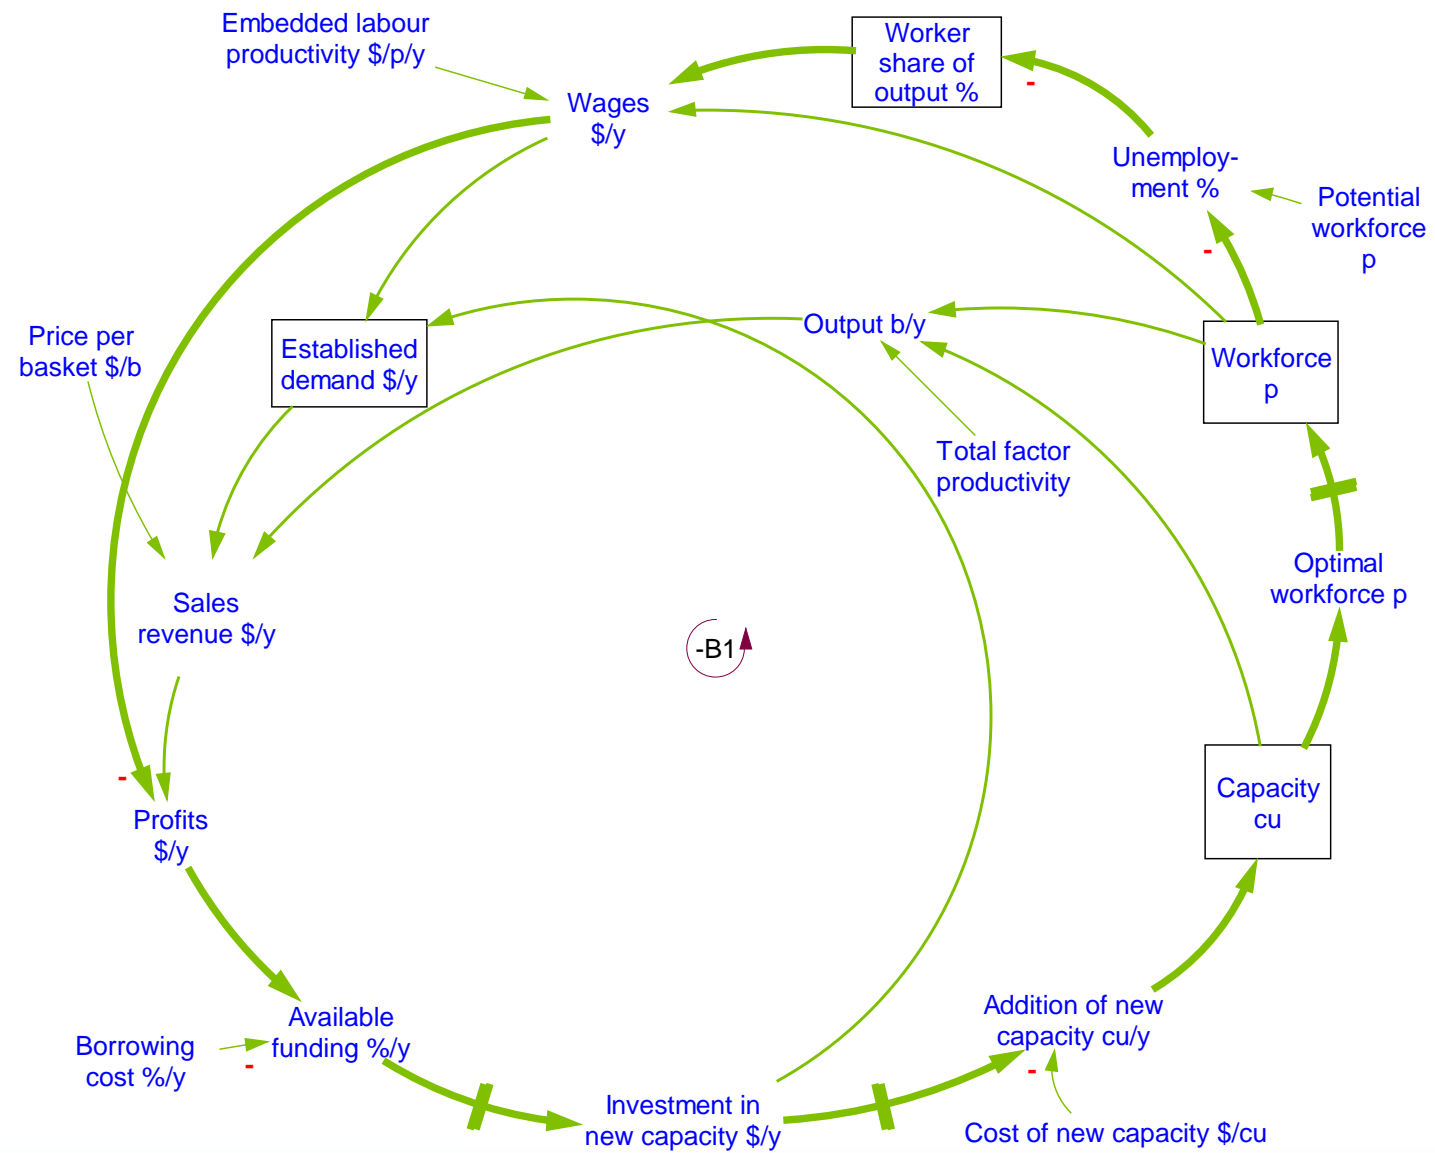 Embedded labour
productivity $/p/y
Worker
share of
output %
-
Wages
$/y
Unemploy-
ment %
Potential
workforce
p
-
Price per
basket $/b
Established
demand $/y
Output b/y
Workforce
p
Total factor
productivity
Optimal
workforce p
Sales
revenue $/y
-B1
-
Profits
$/y
Capacity
cu
Available
funding %/y
Borrowing
cost %/y
-
Addition of new
capacity cu/y
-
Investment in
new capacity $/y
Cost of new capacity $/cu